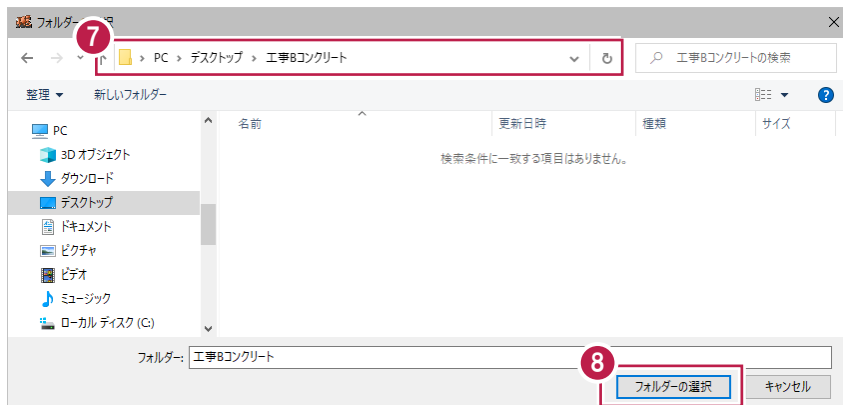 フォルダーの選択
7
PC > デスクトップ > 工事Bコンクリート
工事Bコンクリートの検索
整理 新しいフォルダー
名前 更新日時 種類 サイズ
検索条件に一致する項目はありません。
PC
3D オブジェクト
ダウンロード
デスクトップ
ドキュメント
ピクチャ
ビデオ
ミュージック
ローカル ディスク (C:)
フォルダー: 工事Bコンクリート
8
フォルダーの選択 キャンセル